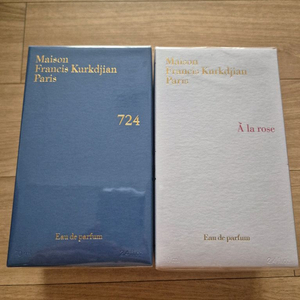 Maison
Francis Kurkdjian
Paris
724
Eau de parfum
Maison
Francis Kurkdjian
Paris
À la rose
Eau de parfum